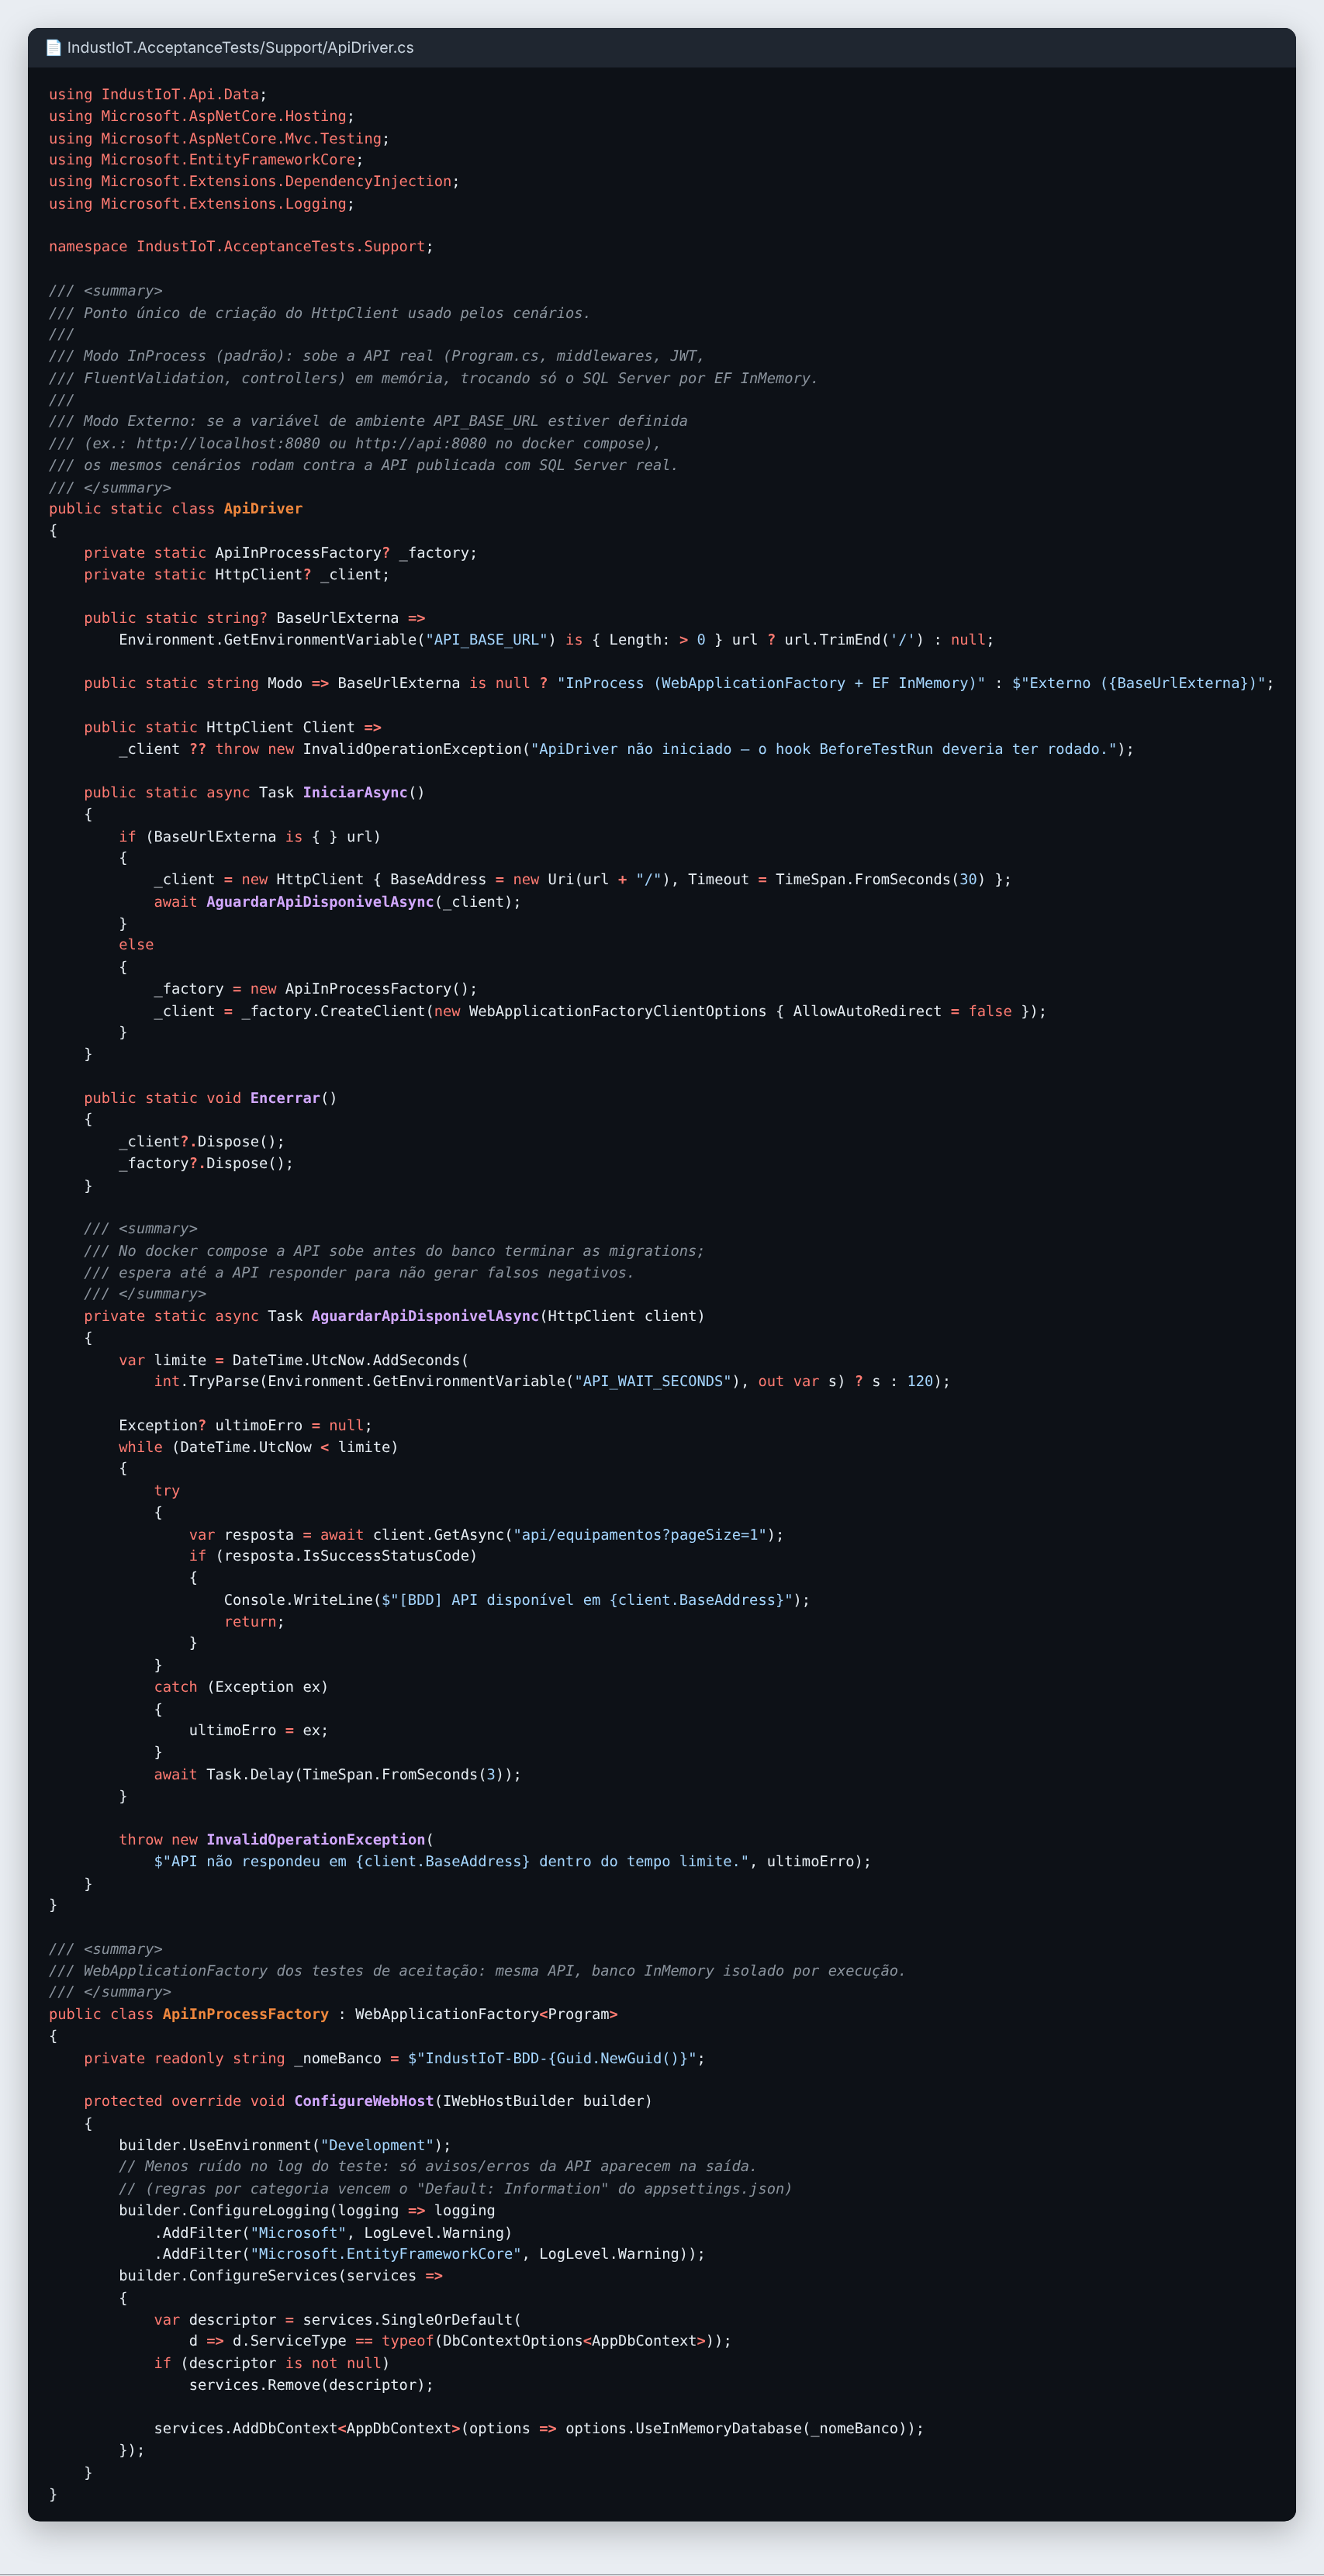 📄 IndustIoT.AcceptanceTests/Support/ApiDriver.cs
using IndustIoT.Api.Data;
using Microsoft.AspNetCore.Hosting;
using Microsoft.AspNetCore.Mvc.Testing;
using Microsoft.EntityFrameworkCore;
using Microsoft.Extensions.DependencyInjection;
using Microsoft.Extensions.Logging;

namespace IndustIoT.AcceptanceTests.Support;

/// <summary>
/// Ponto único de criação do HttpClient usado pelos cenários.
///
/// Modo InProcess (padrão): sobe a API real (Program.cs, middlewares, JWT,
/// FluentValidation, controllers) em memória, trocando só o SQL Server por EF InMemory.
///
/// Modo Externo: se a variável de ambiente API_BASE_URL estiver definida
/// (ex.: http://localhost:8080 ou http://api:8080 no docker compose),
/// os mesmos cenários rodam contra a API publicada com SQL Server real.
/// </summary>
public static class ApiDriver
{
    private static ApiInProcessFactory? _factory;
    private static HttpClient? _client;

    public static string? BaseUrlExterna =>
        Environment.GetEnvironmentVariable("API_BASE_URL") is { Length: > 0 } url ? url.TrimEnd('/') : null;

    public static string Modo => BaseUrlExterna is null ? "InProcess (WebApplicationFactory + EF InMemory)" : $"Externo ({BaseUrlExterna})";

    public static HttpClient Client =>
        _client ?? throw new InvalidOperationException("ApiDriver não iniciado — o hook BeforeTestRun deveria ter rodado.");

    public static async Task IniciarAsync()
    {
        if (BaseUrlExterna is { } url)
        {
            _client = new HttpClient { BaseAddress = new Uri(url + "/"), Timeout = TimeSpan.FromSeconds(30) };
            await AguardarApiDisponivelAsync(_client);
        }
        else
        {
            _factory = new ApiInProcessFactory();
            _client = _factory.CreateClient(new WebApplicationFactoryClientOptions { AllowAutoRedirect = false });
        }
    }

    public static void Encerrar()
    {
        _client?.Dispose();
        _factory?.Dispose();
    }

    /// <summary>
    /// No docker compose a API sobe antes do banco terminar as migrations;
    /// espera até a API responder para não gerar falsos negativos.
    /// </summary>
    private static async Task AguardarApiDisponivelAsync(HttpClient client)
    {
        var limite = DateTime.UtcNow.AddSeconds(
            int.TryParse(Environment.GetEnvironmentVariable("API_WAIT_SECONDS"), out var s) ? s : 120);

        Exception? ultimoErro = null;
        while (DateTime.UtcNow < limite)
        {
            try
            {
                var resposta = await client.GetAsync("api/equipamentos?pageSize=1");
                if (resposta.IsSuccessStatusCode)
                {
                    Console.WriteLine($"[BDD] API disponível em {client.BaseAddress}");
                    return;
                }
            }
            catch (Exception ex)
            {
                ultimoErro = ex;
            }
            await Task.Delay(TimeSpan.FromSeconds(3));
        }

        throw new InvalidOperationException(
            $"API não respondeu em {client.BaseAddress} dentro do tempo limite.", ultimoErro);
    }
}

/// <summary>
/// WebApplicationFactory dos testes de aceitação: mesma API, banco InMemory isolado por execução.
/// </summary>
public class ApiInProcessFactory : WebApplicationFactory<Program>
{
    private readonly string _nomeBanco = $"IndustIoT-BDD-{Guid.NewGuid()}";

    protected override void ConfigureWebHost(IWebHostBuilder builder)
    {
        builder.UseEnvironment("Development");
        // Menos ruído no log do teste: só avisos/erros da API aparecem na saída.
        // (regras por categoria vencem o "Default: Information" do appsettings.json)
        builder.ConfigureLogging(logging => logging
            .AddFilter("Microsoft", LogLevel.Warning)
            .AddFilter("Microsoft.EntityFrameworkCore", LogLevel.Warning));
        builder.ConfigureServices(services =>
        {
            var descriptor = services.SingleOrDefault(
                d => d.ServiceType == typeof(DbContextOptions<AppDbContext>));
            if (descriptor is not null)
                services.Remove(descriptor);

            services.AddDbContext<AppDbContext>(options => options.UseInMemoryDatabase(_nomeBanco));
        });
    }
}